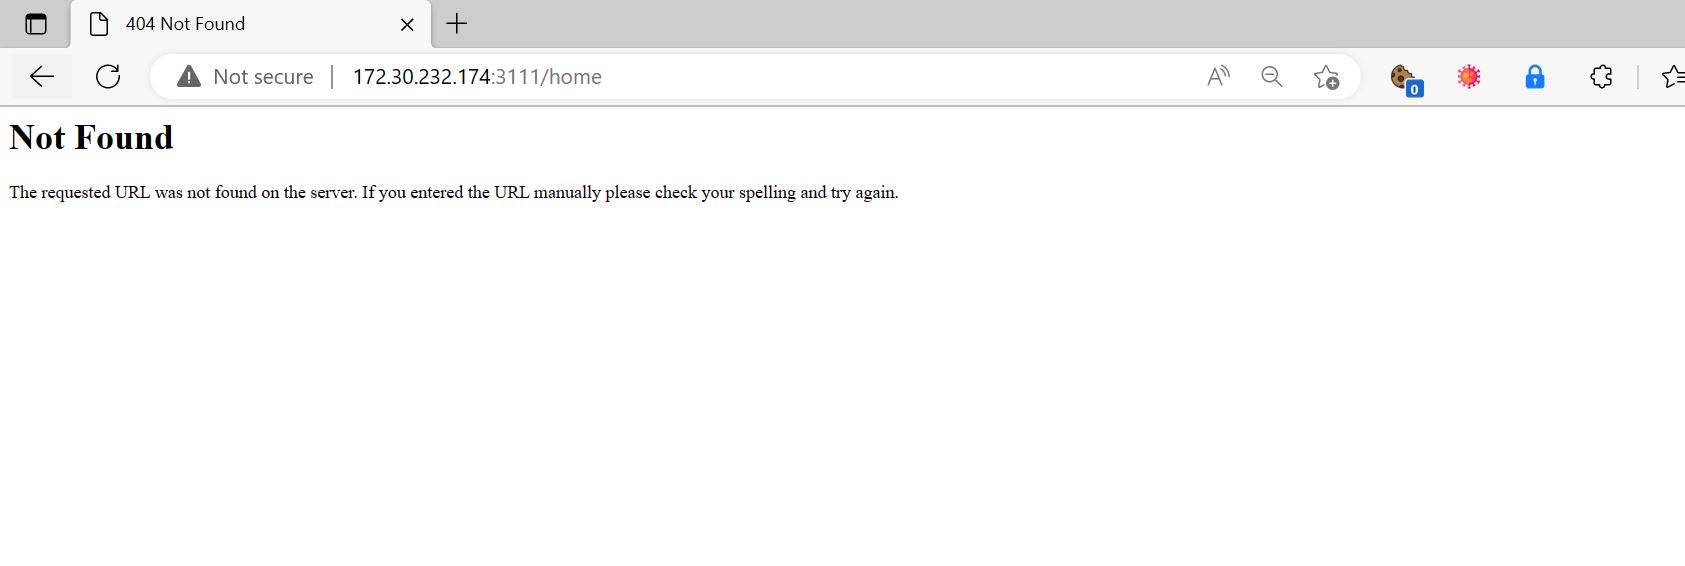 404 Not Found
Not secure 172.30.232.174:3111/home
0
Not Found
The requested URL was not found on the server. If you entered the URL manually please check your spelling and try again.